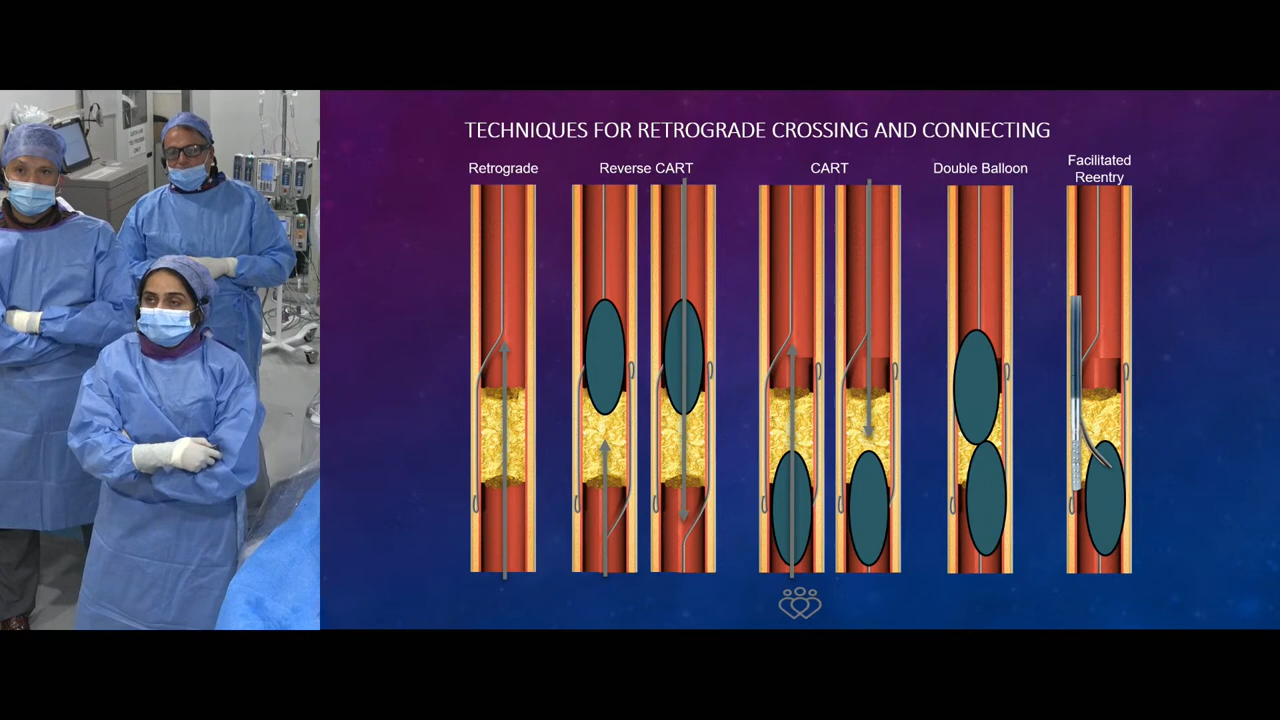 TECHNIQUES FOR RETROGRADE CROSSING AND CONNECTING
Retrograde
Reverse CART
CART
Double Balloon
Facilitated
Reentry